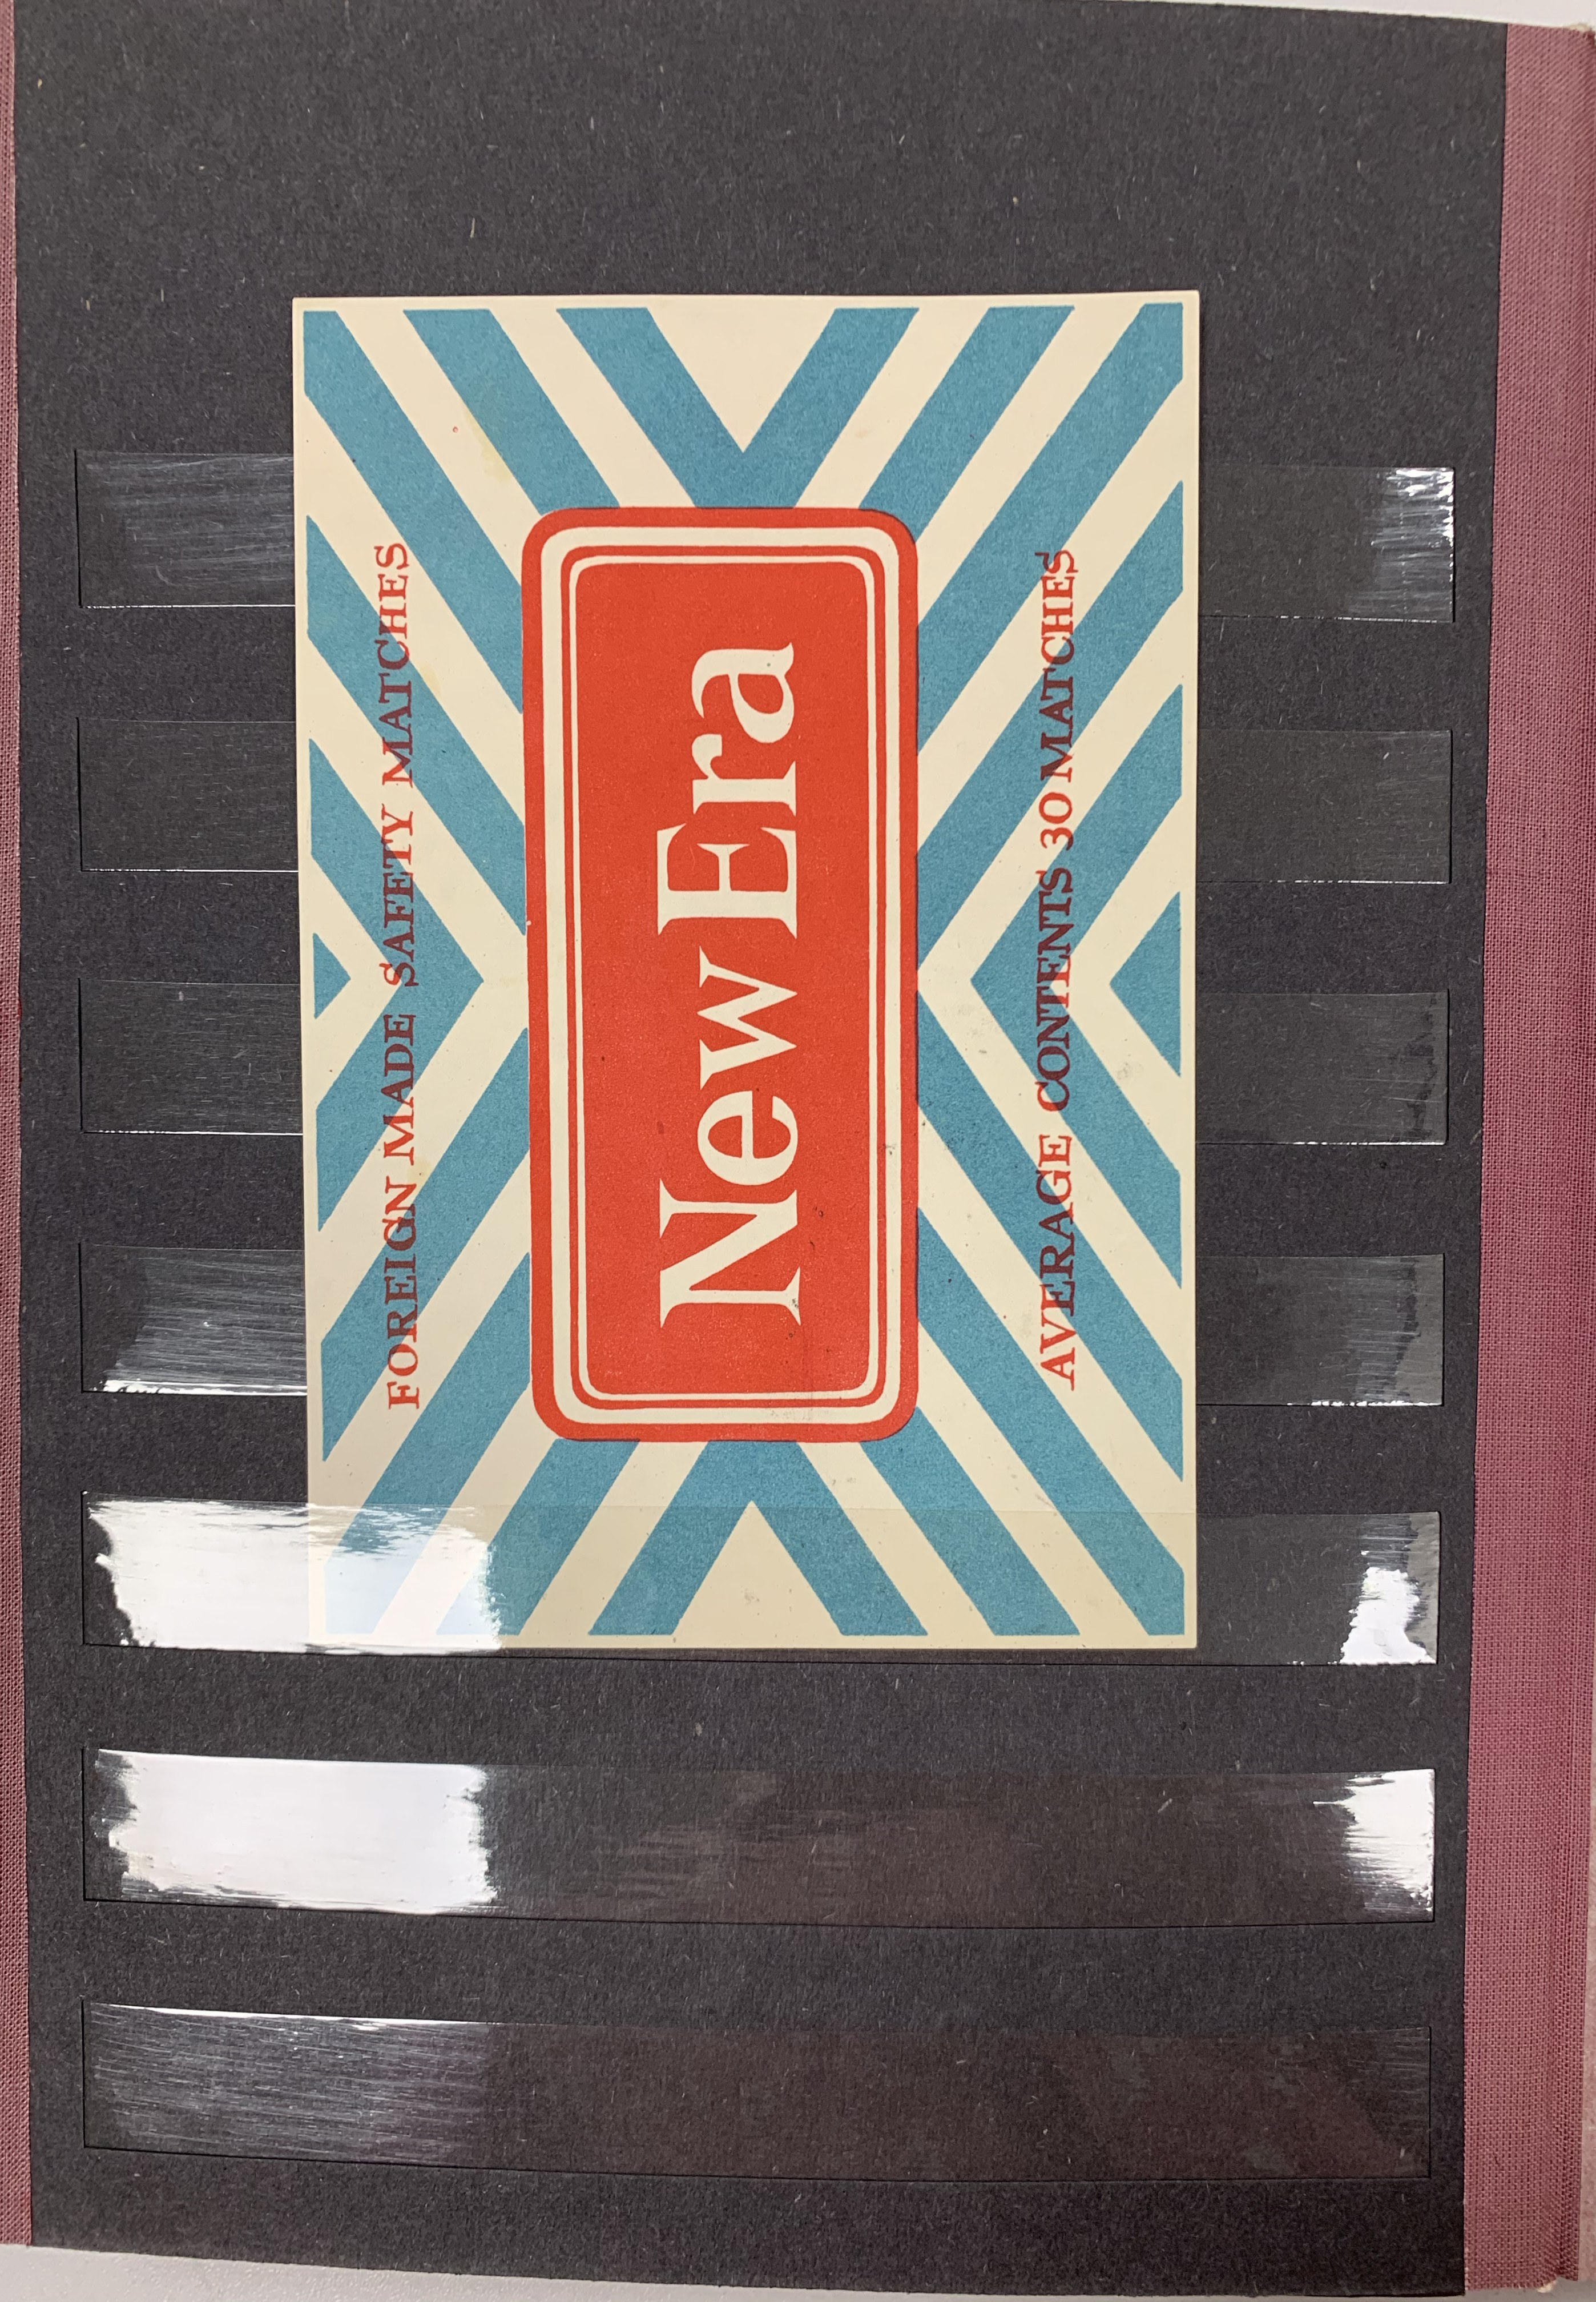 FOREIGN MADE SAFETY MATCHES
New Era
AVERAGE CONTENTS 30 MATCHES